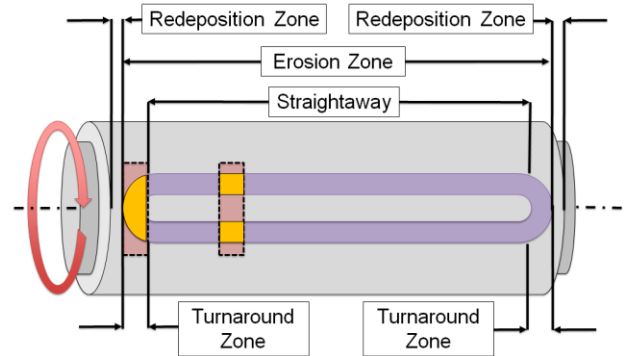 Redeposition Zone
Redeposition Zone
Erosion Zone
Straightaway
Turnaround
Zone
Turnaround
Zone